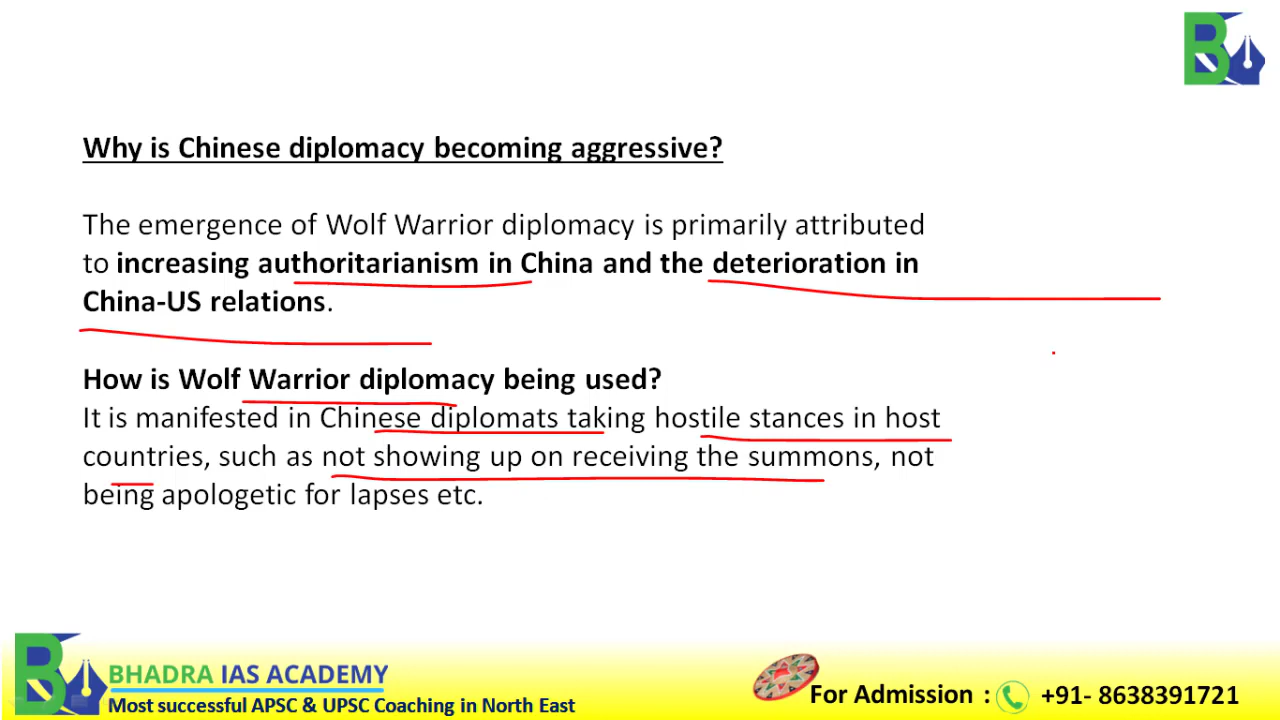 Why is Chinese diplomacy becoming aggressive?
The emergence of Wolf Warrior diplomacy is primarily attributed
to increasing authoritarianism in China and the deterioration in
China-US relations.
How is Wolf Warrior diplomacy being used?
It is manifested in Chinese diplomats taking hostile stances in host
countries, such as not showing up on receiving the summons, not
being apologetic for lapses etc.
BHADRA IAS ACADEMY
Most successful APSC & UPSC Coaching in North East
For Admission : +91- 8638391721